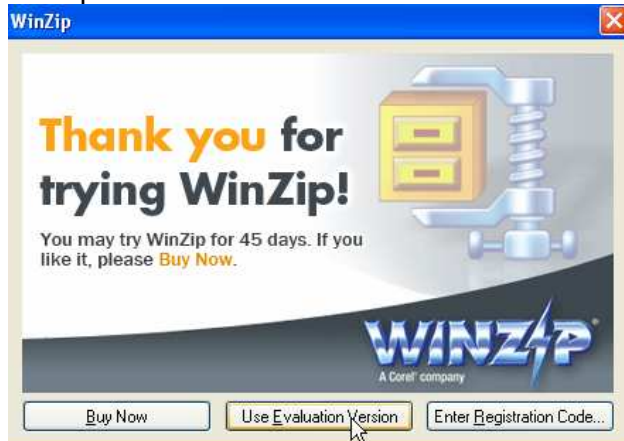 WinZip
Thank you for
trying WinZip!
You may try WinZip for 45 days. If you
like it, please Buy Now.
WINZIP
A Corel® company
Buy Now
Use Evaluation Version
Enter Registration Code...